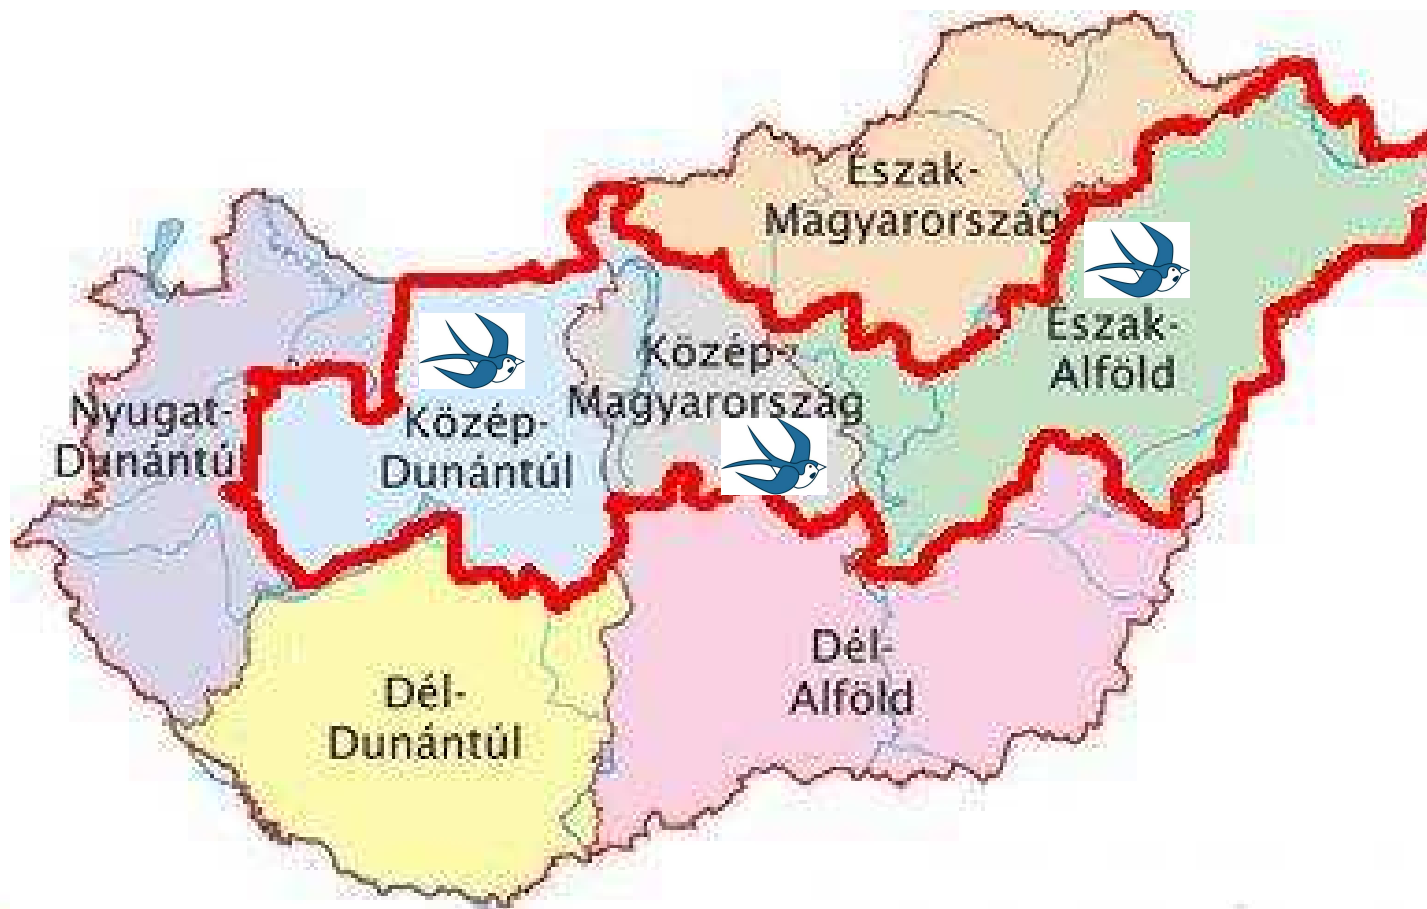 Észak-
Magyarország
Észak-
Alföld
Közép-
Magyarország
Nyugat-
Dunántúl
Közép-
Dunántúl
Dél-
Alföld
Dél-
Dunántúl